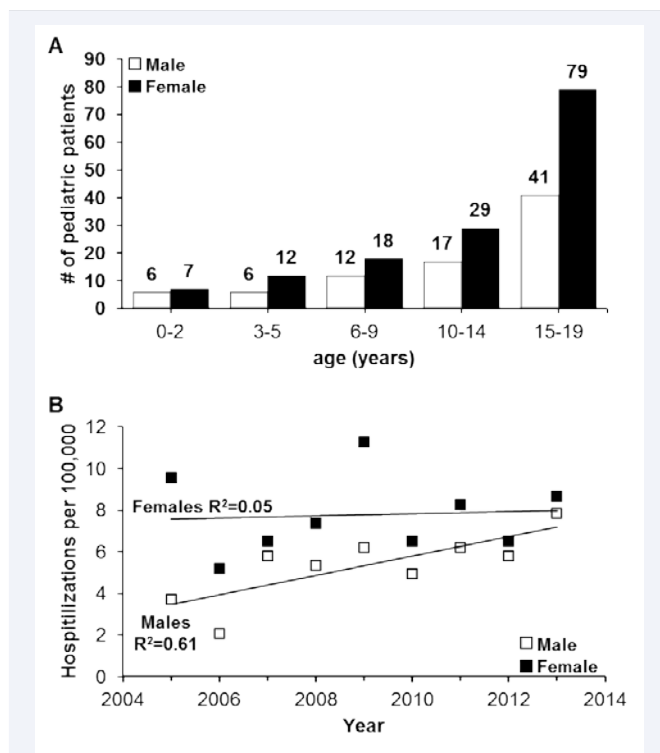 A
Male
Female
# of pediatric patients
90
80
70
60
50
40
30
20
10
0
6
7
6
12
12
18
17
29
41
79
0-2
3-5
6-9
10-14
15-19
age (years)
B
Hospitilizations per 100,000
12
10
8
6
4
2
0
Females R²=0.05
Males
R²=0.61
Male
Female
2004
2006
2008
2010
2012
2014
Year